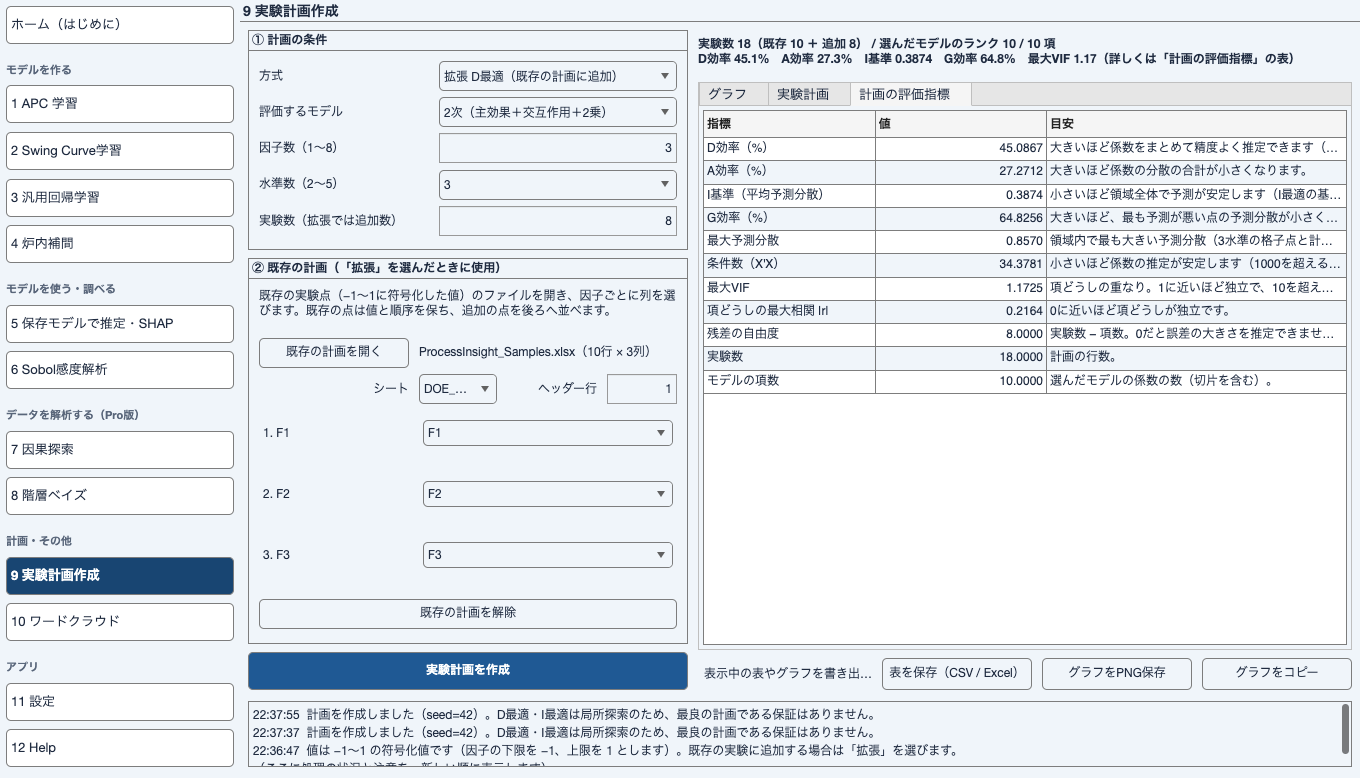 ホーム（はじめに）
モデルを作る
1 APC 学習
2 Swing Curve学習
3 汎用回帰学習
4 炉内補間
モデルを使う・調べる
5 保存モデルで推定・SHAP
6 Sobol感度解析
データを解析する（Pro版）
7 因果探索
8 階層ベイズ
計画・その他
9 実験計画作成
10 ワードクラウド
アプリ
11 設定
12 Help
9 実験計画作成
① 計画の条件
方式 拡張 D最適（既存の計画に追加）
評価するモデル 2次（主効果＋交互作用＋2乗）
因子数（1〜8） 3
水準数（2〜5） 3
実験数（拡張では追加数） 8
② 既存の計画（「拡張」を選んだときに使用）
既存の実験点（−1〜1に符号化した値）のファイルを開き、因子ごとに列を選
びます。既存の点は値と順序を保ち、追加の点を後ろへ並べます。
既存の計画を開く ProcessInsight_Samples.xlsx（10行 × 3列）
シート DOE_... ヘッダー行 1
1. F1 F1
2. F2 F2
3. F3 F3
既存の計画を解除
実験計画を作成
実験数 18（既存 10 ＋ 追加 8） / 選んだモデルのランク 10 / 10 項
D効率 45.1% A効率 27.3% I基準 0.3874 G効率 64.8% 最大VIF 1.17（詳しくは「計画の評価指標」の表）
グラフ 実験計画 計画の評価指標
指標 値 目安
D効率（%） 45.0867 大きいほど係数をまとめて精度よく推定できます（...
A効率（%） 27.2712 大きいほど係数の分散の合計が小さくなります。
I基準（平均予測分散） 0.3874 小さいほど領域全体で予測が安定します（I最適の基...
G効率（%） 64.8256 大きいほど、最も予測が悪い点の予測分散が小さく...
最大予測分散 0.8570 領域内で最も大きい予測分散（3水準の格子点と計...
条件数（X'X） 34.3781 小さいほど係数の推定が安定します（1000を超える...
最大VIF 1.1725 項どうしの重なり。1に近いほど独立で、10を超え...
項どうしの最大相関 |r| 0.2164 0に近いほど項どうしが独立です。
残差の自由度 8.0000 実験数 − 項数。0だと誤差の大きさを推定できませ...
実験数 18.0000 計画の行数。
モデルの項数 10.0000 選んだモデルの係数の数（切片を含む）。
表示中の表やグラフを書き出... 表を保存（CSV / Excel） グラフをPNG保存 グラフをコピー
22:37:55 計画を作成しました（seed=42）。D最適・I最適は局所探索のため、最良の計画である保証はありません。
22:37:37 計画を作成しました（seed=42）。D最適・I最適は局所探索のため、最良の計画である保証はありません。
22:36:47 値は −1〜1 の符号化値です（因子の下限を −1、上限を 1 とします）。既存の実験に追加する場合は「拡張」を選びます。